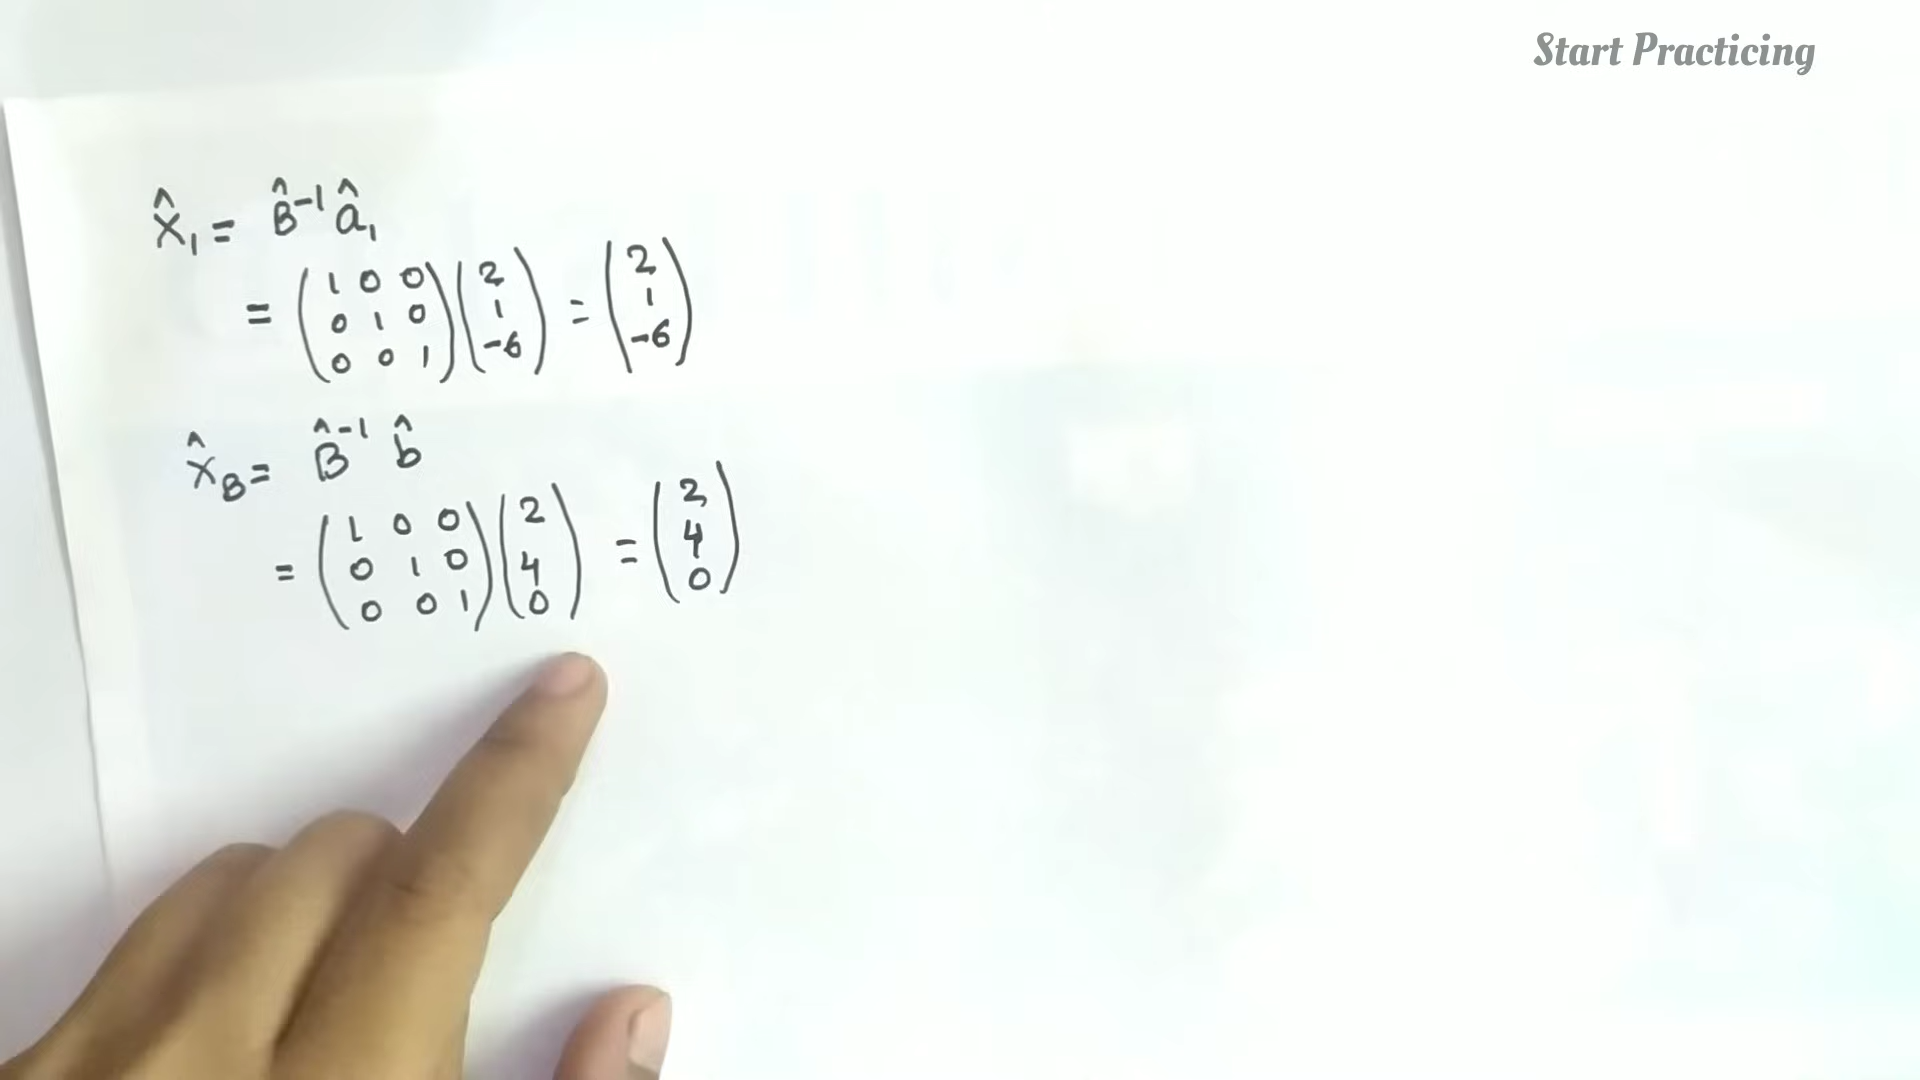 Start Practicing
X̂₁ = B̂⁻¹ â₁
= (1 0 0) (2) = (2)
(0 1 0) (1) (1)
(0 0 1) (-6) (-6)
X̂_B = B̂⁻¹ b̂
= (1 0 0) (2) = (2)
(0 1 0) (4) (4)
(0 0 1) (0) (0)